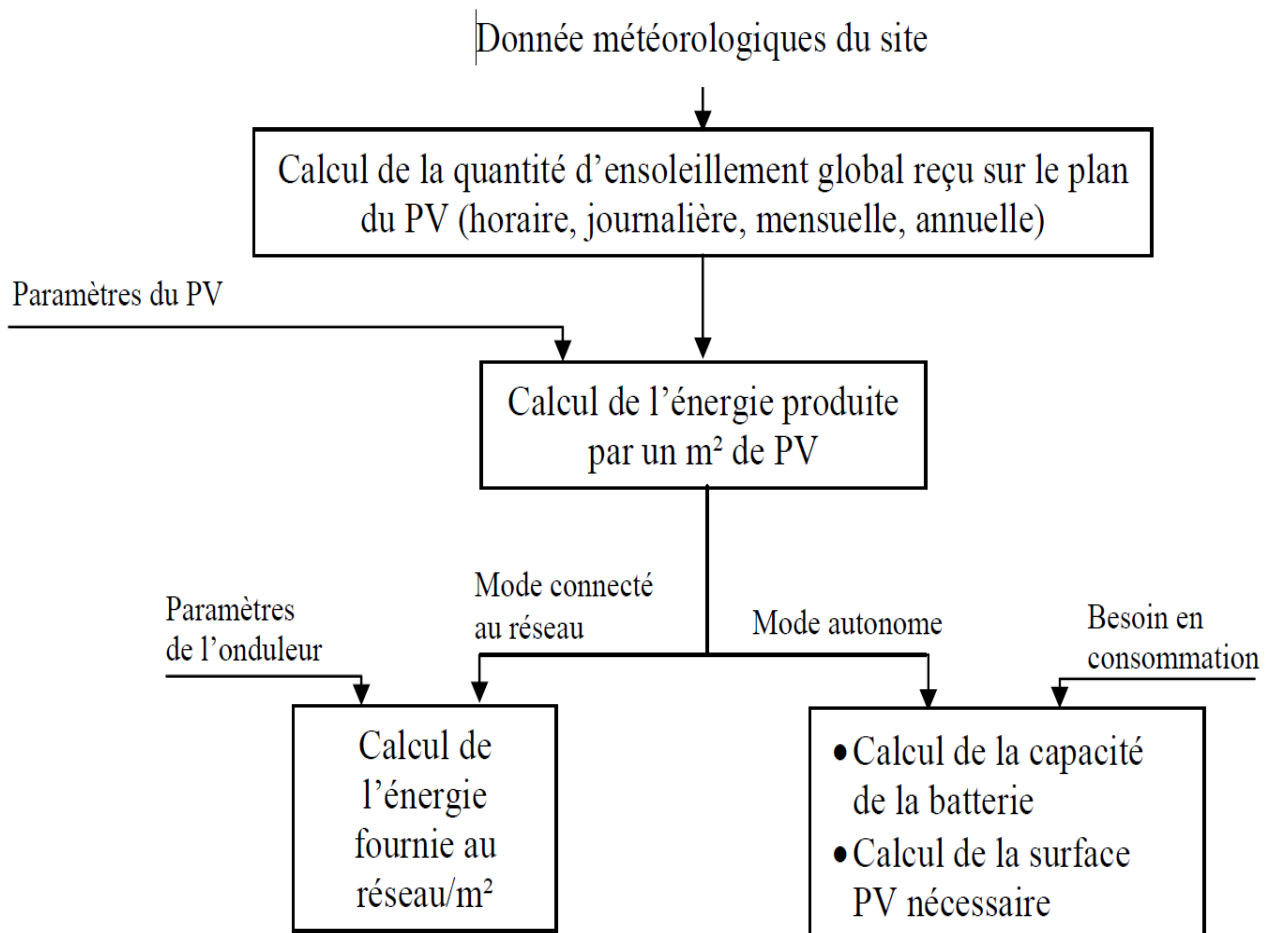 Donnée météorologiques du site
Calcul de la quantité d’ensoleillement global reçu sur le plan
du PV (horaire, journalière, mensuelle, annuelle)
Paramètres du PV
Calcul de l’énergie produite
par un m² de PV
Mode connecté
au réseau
Paramètres
de l’onduleur
Mode autonome
Besoin en
consommation
Calcul de
l’énergie
fournie au
réseau/m²
• Calcul de la capacité
de la batterie
• Calcul de la surface
PV nécessaire